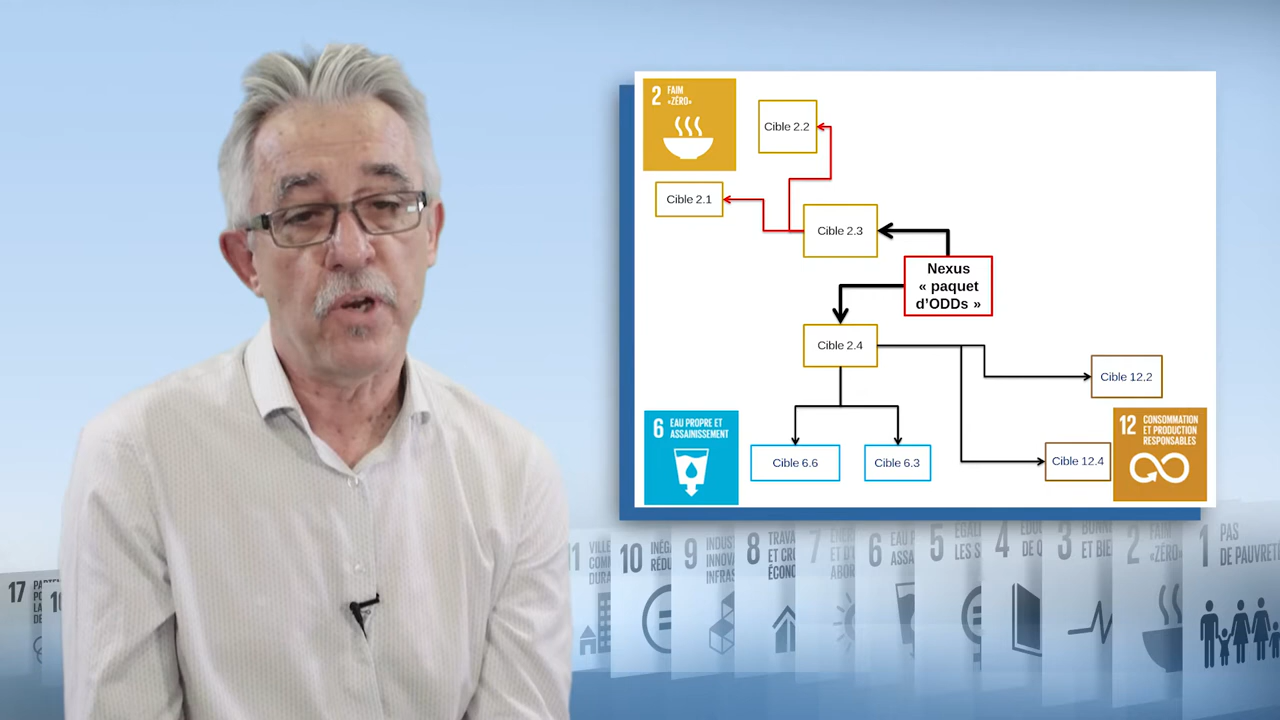 2 FAIM
«ZÉRO»
Cible 2.2
Cible 2.1
Cible 2.3
Nexus
« paquet
d’ODDs »
Cible 2.4
Cible 12.2
6 EAU PROPRE ET
ASSAINISSEMENT
Cible 6.6
Cible 6.3
Cible 12.4
12 CONSOMMATION
ET PRODUCTION
RESPONSABLES
17
10
9
8
7
6
5
4
3
2 FAIM
«ZÉRO»
1 PAS
DE PAUVRET